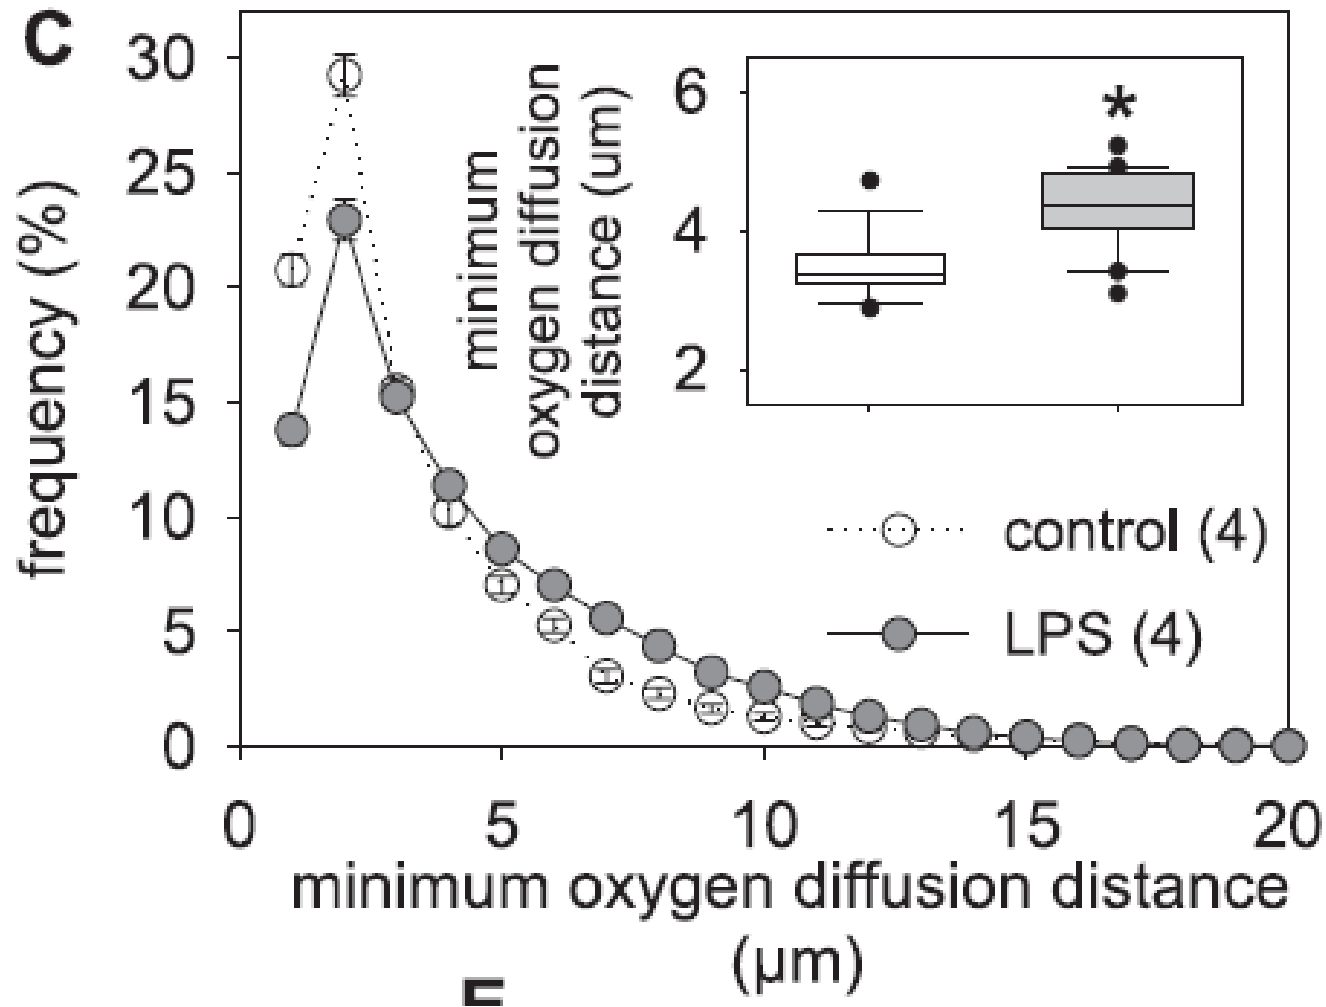 C
frequency (%)
30
25
20
15
10
5
0
0 5 10 15 20
minimum oxygen diffusion distance
(µm)
minimum
oxygen diffusion
distance (um)
6
4
2
*
control (4)
LPS (4)